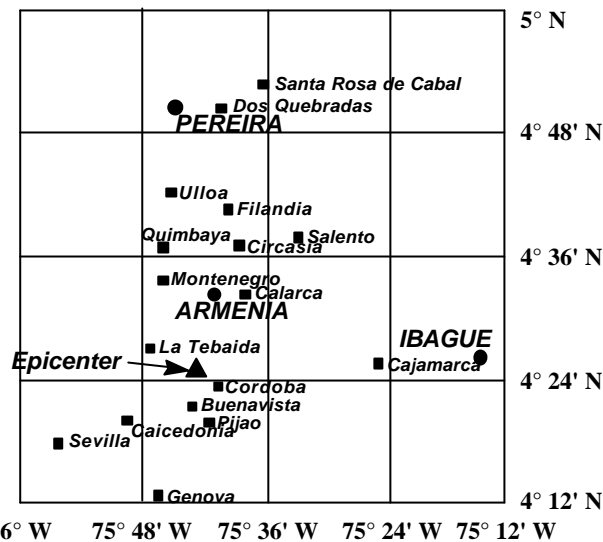 5° N
Santa Rosa de Cabal
Dos Quebradas
PEREIRA
4° 48' N
Ulloa
Filandia
Quimbaya
Salento
Circasia
4° 36' N
Montenegro
Calarca
ARMENIA
IBAGUE
La Tebaida
Epicenter
Cajamarca
4° 24' N
Cordoba
Buenavista
Pijao
Caicedonia
Sevilla
Genova
4° 12' N
6° W 75° 48' W 75° 36' W 75° 24' W 75° 12' W